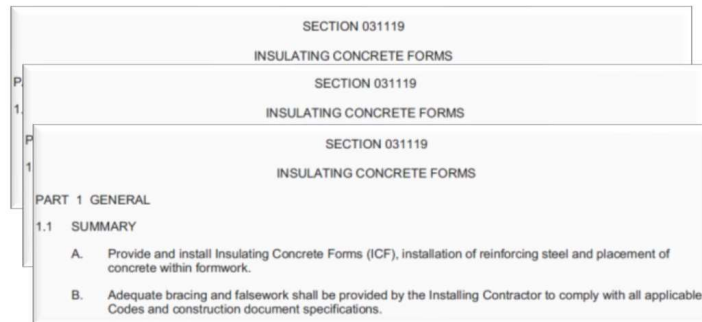 SECTION 031119
INSULATING CONCRETE FORMS
P
1.
SECTION 031119
INSULATING CONCRETE FORMS
P
1
SECTION 031119
INSULATING CONCRETE FORMS
PART 1 GENERAL
1.1 SUMMARY
A. Provide and install Insulating Concrete Forms (ICF), installation of reinforcing steel and placement of
concrete within formwork.
B. Adequate bracing and falsework shall be provided by the Installing Contractor to comply with all applicable
Codes and construction document specifications.